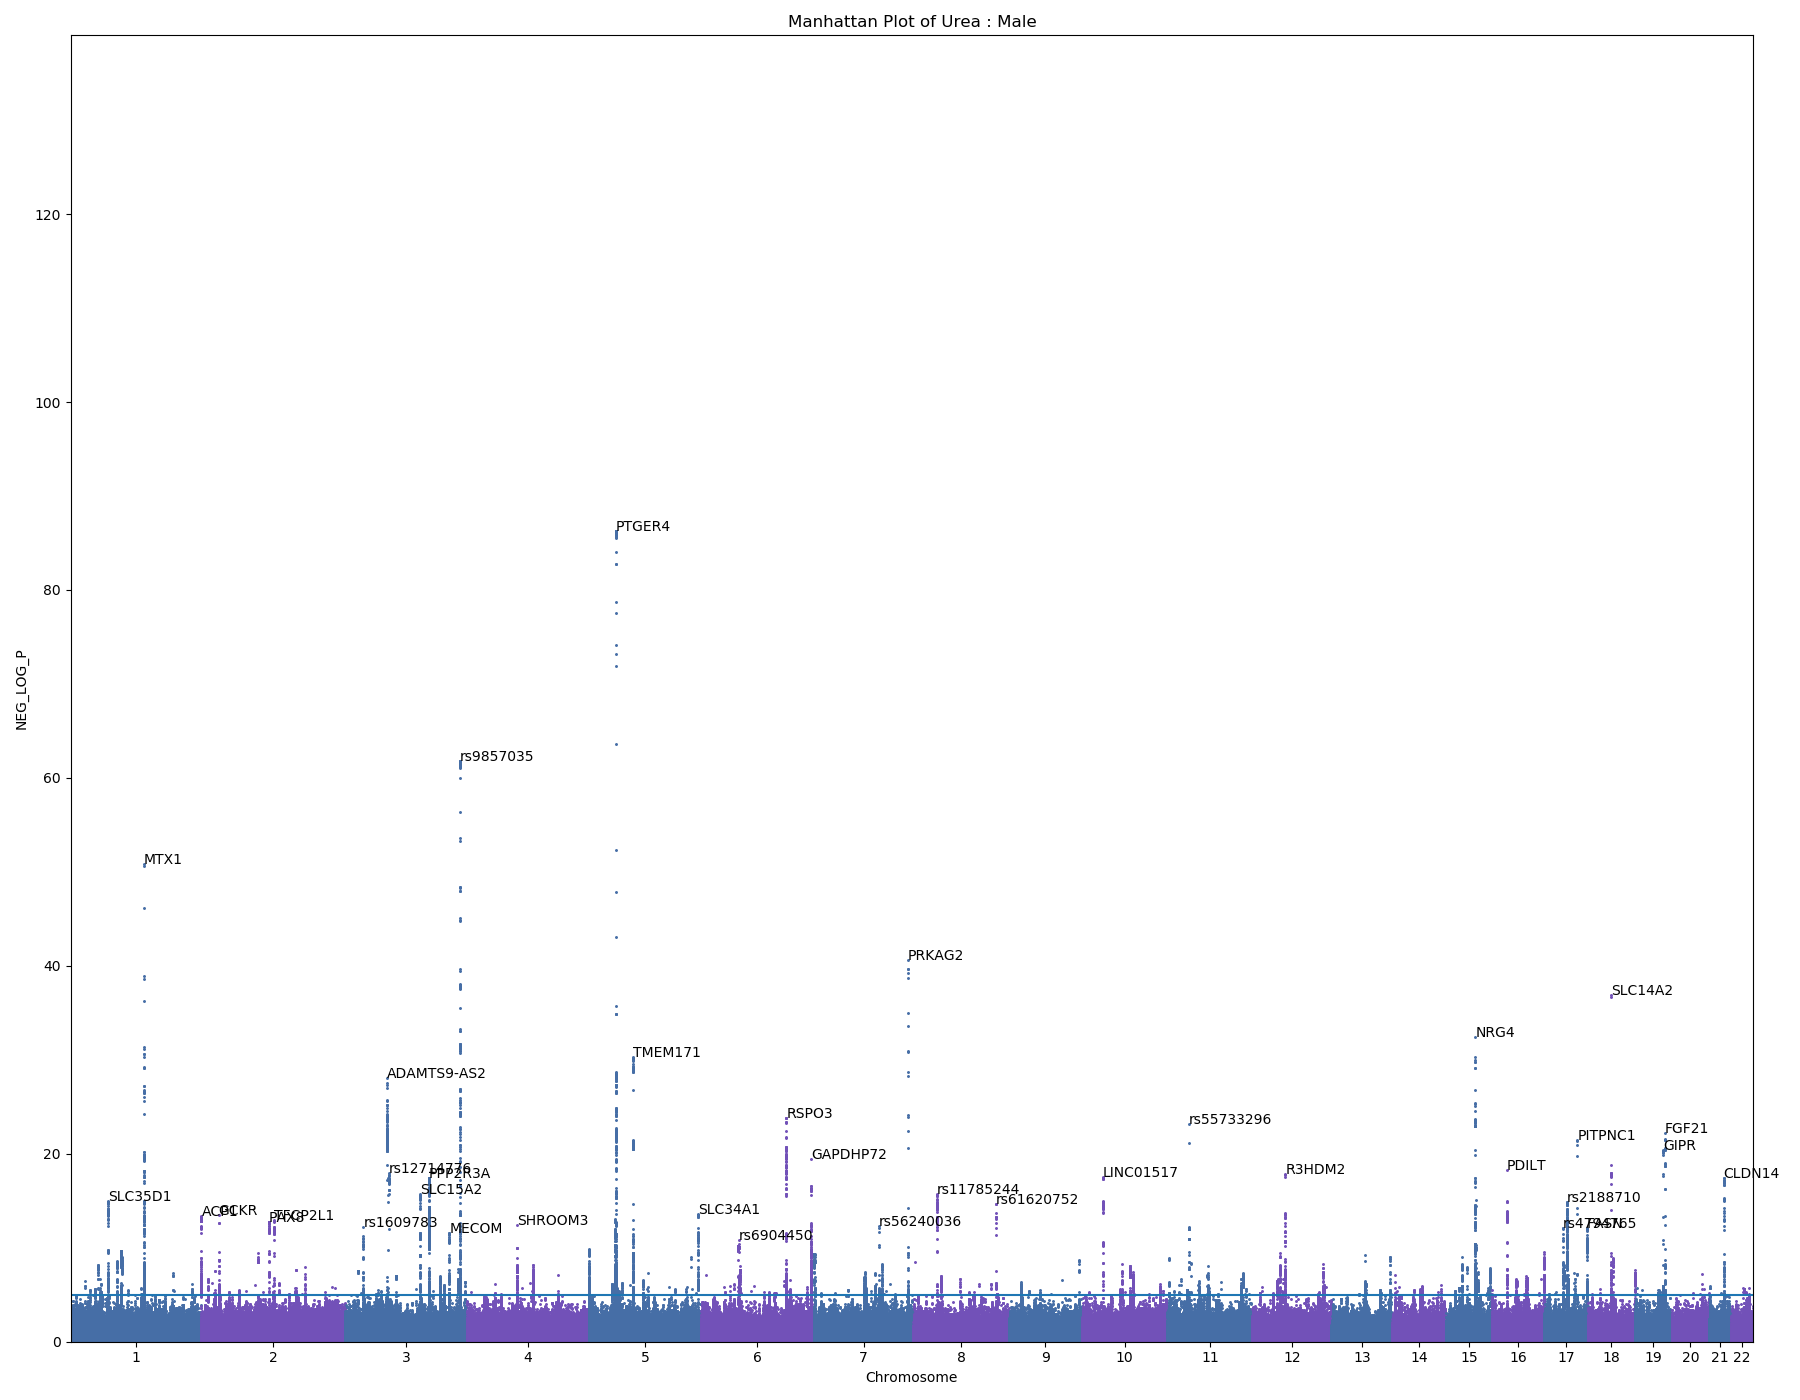 Manhattan Plot of Urea : Male
120
100
PTGER4
80
NEG_LOG_P
rs9857035
60
MTX1
PRKAG2
40
SLC14A2
NRG4
TMEM171
ADAMTS9-AS2
RSPO3
rs55733296
FGF21
PITPNC1
GIPR
20
GAPDHP72
rs12714776
PPP2R3A
LINC01517
R3HDM2
PDILT
CLDN14
SLC15A2
SLC35D1
rs11785244
rs61620752
rs2188710
ACP1
GCKR
PAX8
TFCP2L1
rs1609783
MECOM
SHROOM3
SLC34A1
rs6904450
rs56240036
rs4794765
FASN
0
1 2 3 4 5 6 7 8 9 10 11 12 13 14 15 16 17 18 19 20 21 22
Chromosome